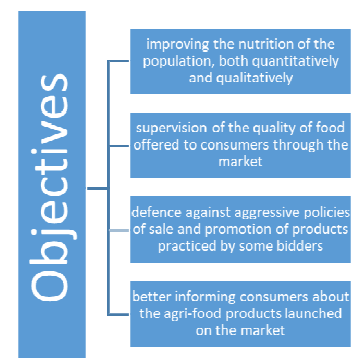 Objectives
improving the nutrition of the
population, both quantitatively
and qualitatively
supervision of the quality of food
offered to consumers through the
market
defence against aggressive policies
of sale and promotion of products
practiced by some bidders
better informing consumers about
the agri-food products launched
on the market